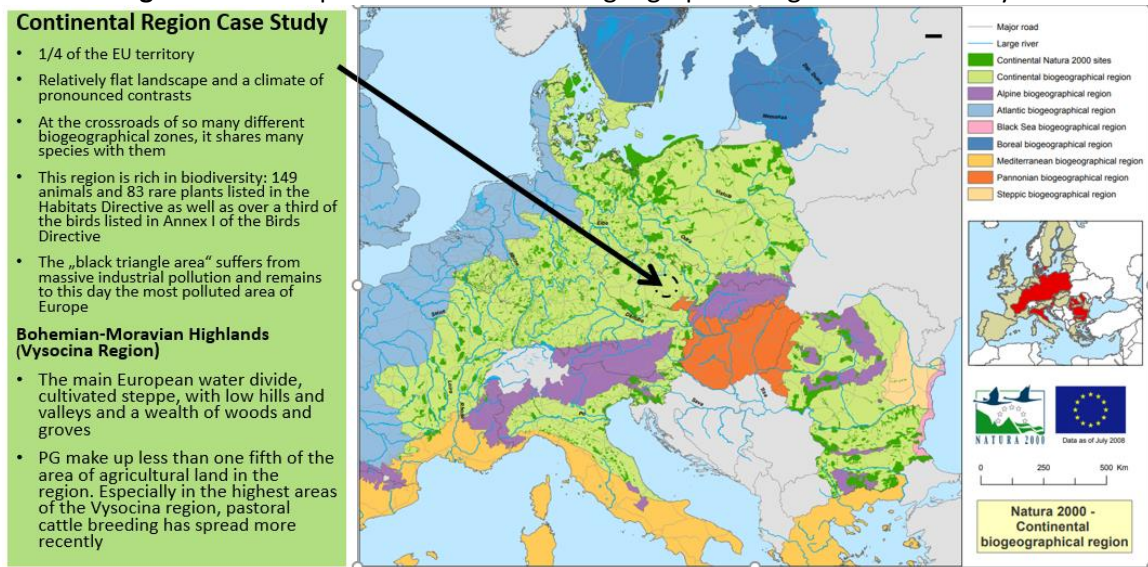 Continental Region Case Study
• 1/4 of the EU territory
• Relatively flat landscape and a climate of
pronounced contrasts
• At the crossroads of so many different
biogeographical zones, it shares many
species with them
• This region is rich in biodiversity: 149
animals and 83 rare plants listed in the
Habitats Directive as well as over a third of
the birds listed in Annex I of the Birds
Directive
• The „black triangle area“ suffers from
massive industrial pollution and remains
to this day the most polluted area of
Europe
Bohemian-Moravian Highlands
(Vysocina Region)
• The main European water divide,
cultivated steppe, with low hills and
valleys and a wealth of woods and
groves
• PG make up less than one fifth of the
area of agricultural land in the
region. Especially in the highest areas
of the Vysocina region, pastoral
cattle breeding has spread more
recently
Major road
Large river
Continental Natura 2000 sites
Continental biogeographical region
Alpine biogeographical region
Atlantic biogeographical region
Black Sea biogeographical region
Boreal biogeographical region
Mediterranean biogeographical region
Pannonian biogeographical region
Steppic biogeographical region
NATURA 2000
Data as of July 2008
0 250 500 Km
Natura 2000 -
Continental
biogeographical region